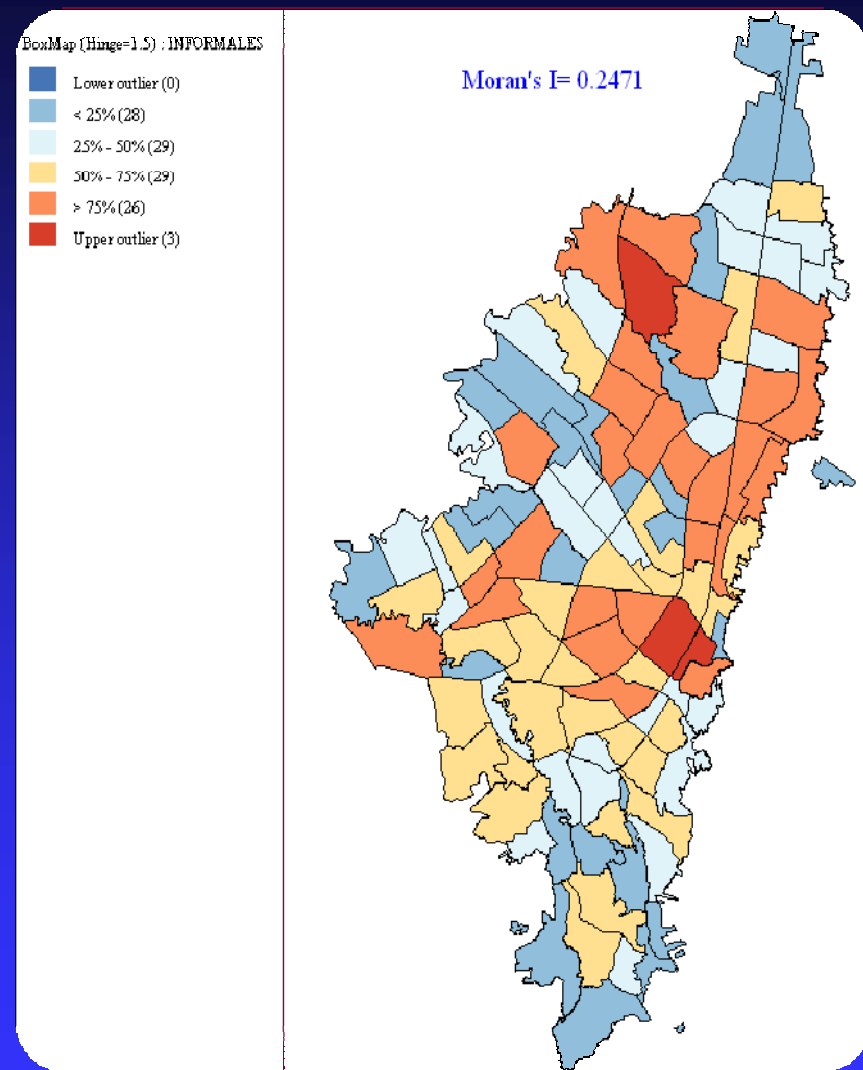 BoxMap (Hinge=1.5) : INFORMALES
Lower outlier (0)
< 25% (28)
25% - 50% (29)
50% - 75% (29)
> 75% (26)
Upper outlier (3)
Moran's I= 0.2471